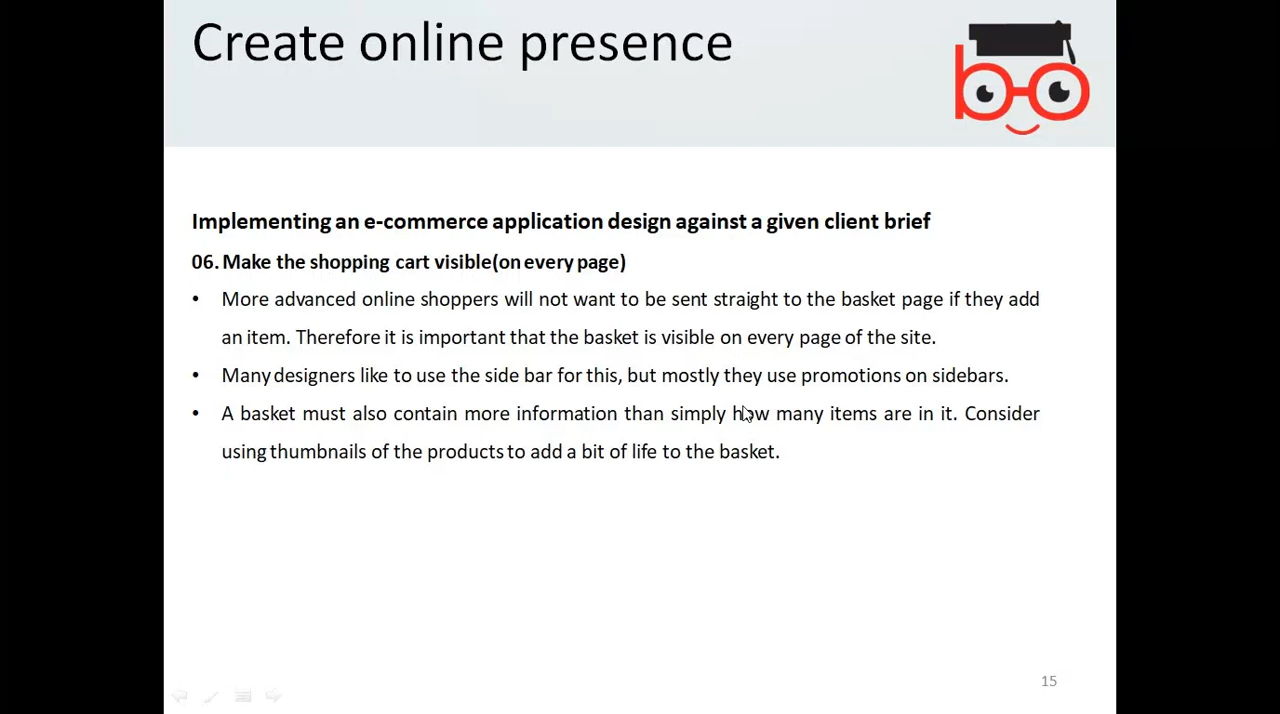 Create online presence
Implementing an e-commerce application design against a given client brief
06. Make the shopping cart visible(on every page)
• More advanced online shoppers will not want to be sent straight to the basket page if they add
an item. Therefore it is important that the basket is visible on every page of the site.
• Many designers like to use the side bar for this, but mostly they use promotions on sidebars.
• A basket must also contain more information than simply how many items are in it. Consider
using thumbnails of the products to add a bit of life to the basket.
15